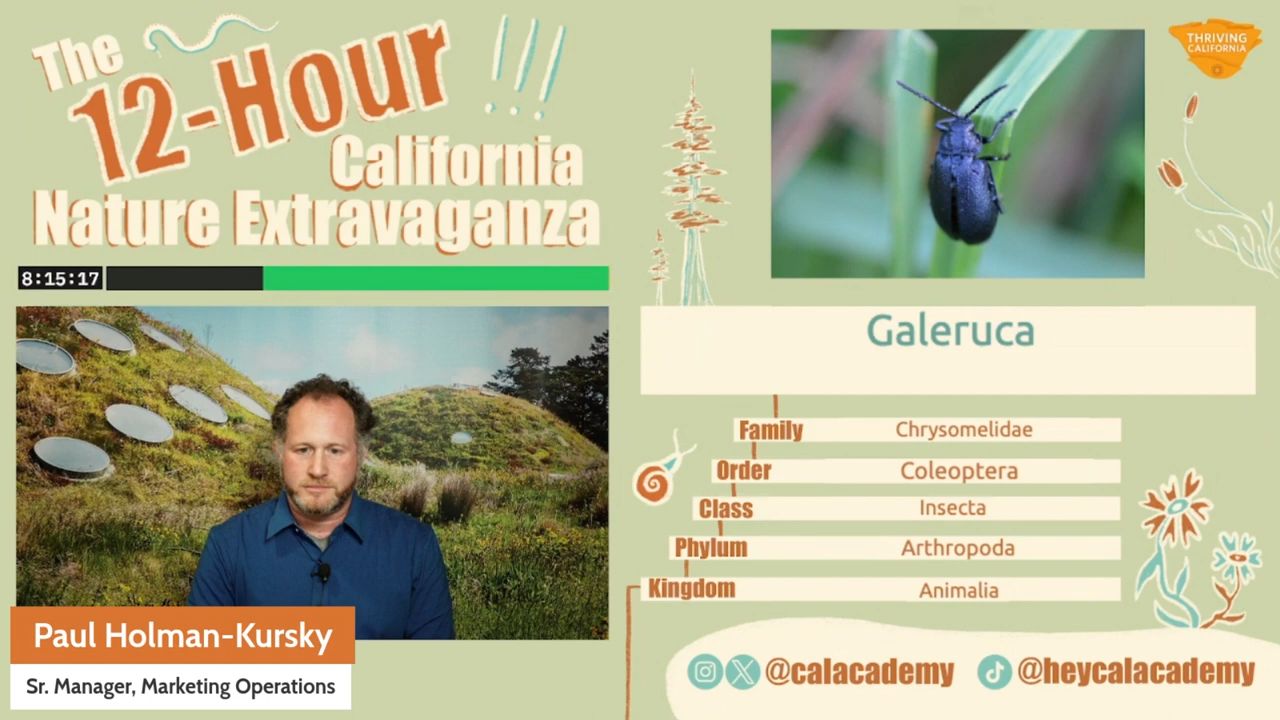 The
12-Hour
!!!
California
Nature Extravaganza
8:15:17
THRIVING
CALIFORNIA
Galeruca
Family Chrysomelidae
Order Coleoptera
Class Insecta
Phylum Arthropoda
Kingdom Animalia
Paul Holman-Kursky
Sr. Manager, Marketing Operations
@calacademy @heycalacademy